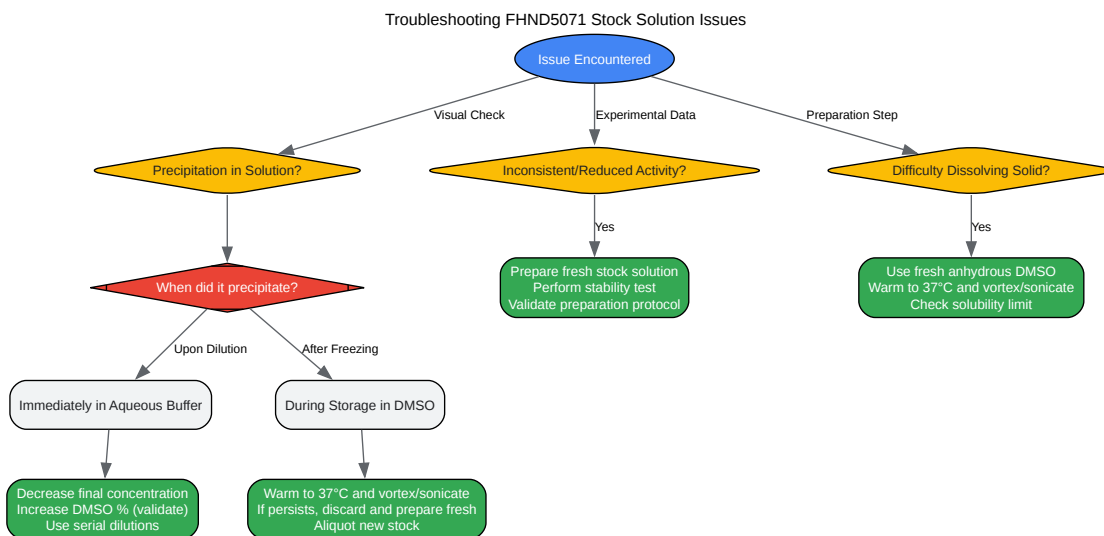 Troubleshooting FHND5071 Stock Solution Issues
Issue Encountered
Visual Check
Experimental Data
Preparation Step
Precipitation in Solution?
Inconsistent/Reduced Activity?
Difficulty Dissolving Solid?
Yes
Yes
Prepare fresh stock solution
Perform stability test
Validate preparation protocol
Use fresh anhydrous DMSO
Warm to 37°C and vortex/sonicate
Check solubility limit
When did it precipitate?
Upon Dilution
After Freezing
Immediately in Aqueous Buffer
During Storage in DMSO
Decrease final concentration
Increase DMSO % (validate)
Use serial dilutions
Warm to 37°C and vortex/sonicate
If persists, discard and prepare fresh
Aliquot new stock